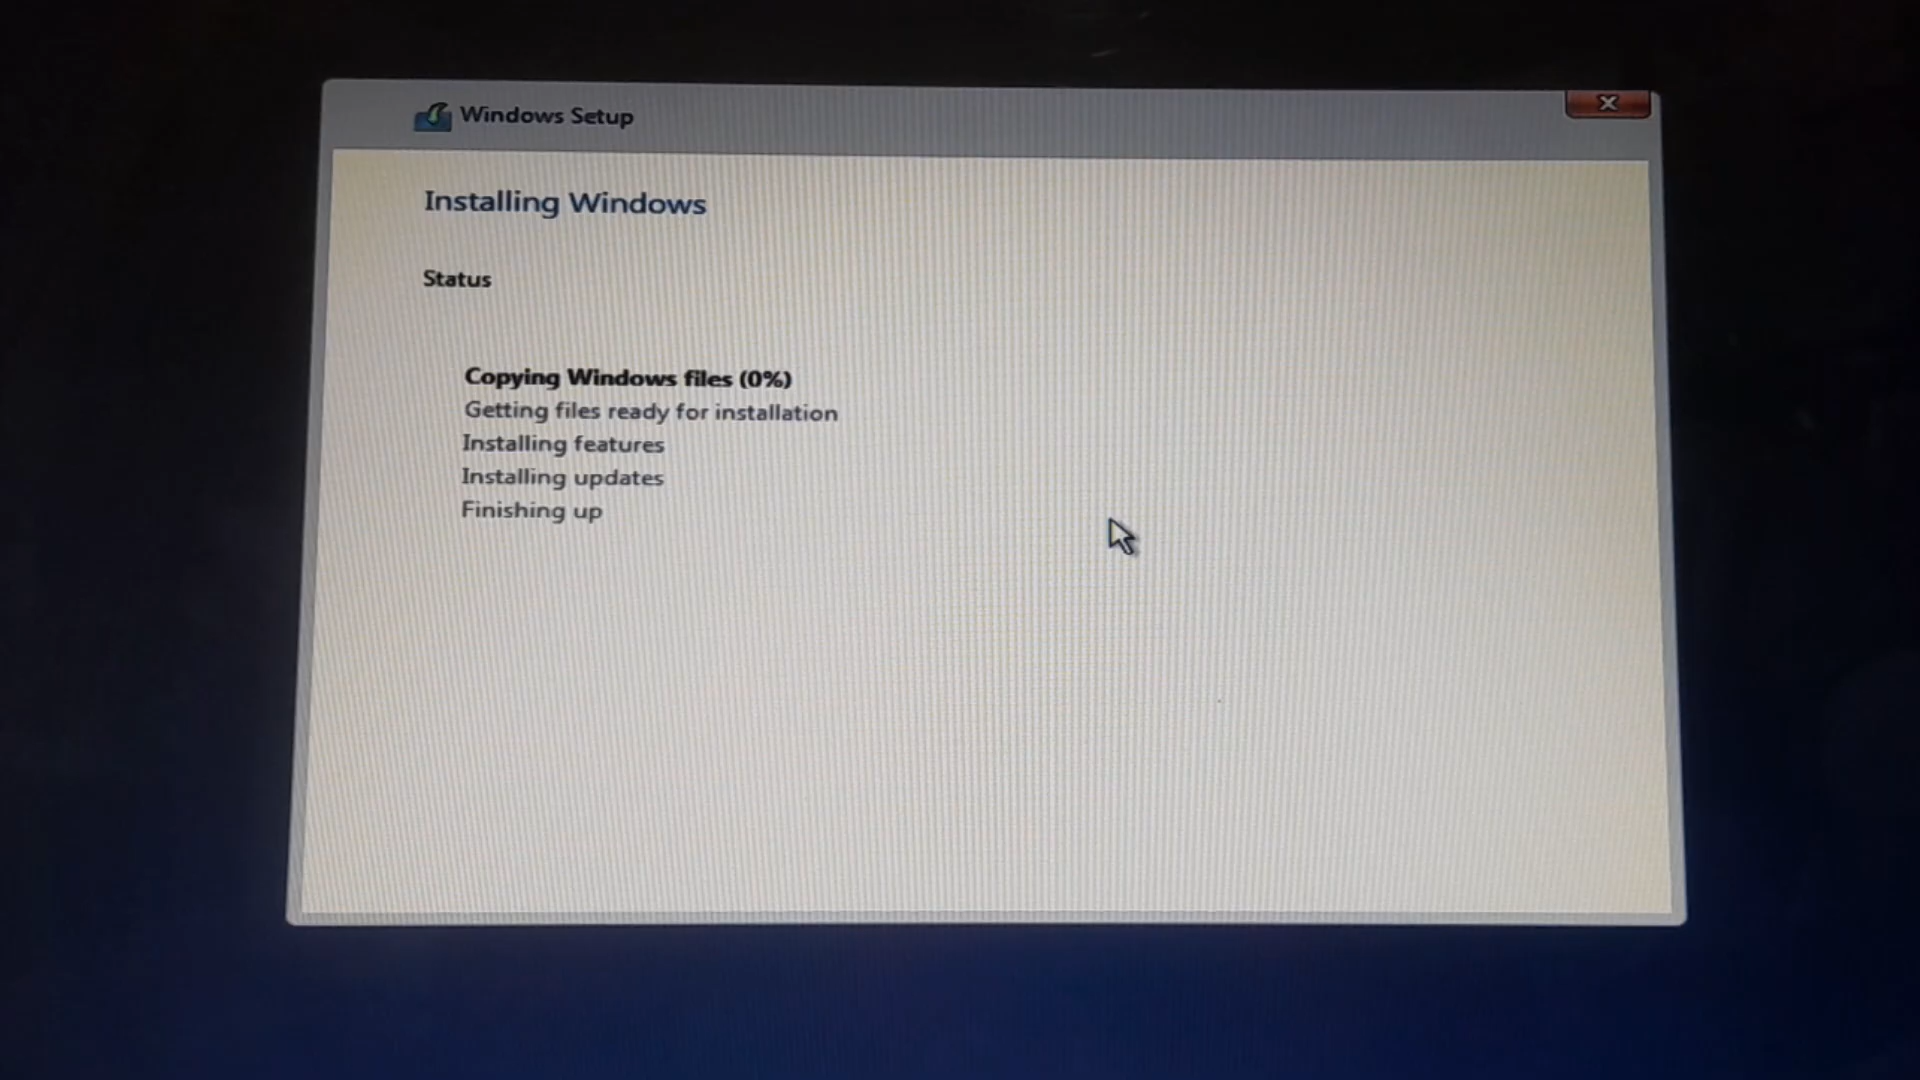 Windows Setup
Installing Windows
Status
Copying Windows files (0%)
Getting files ready for installation
Installing features
Installing updates
Finishing up